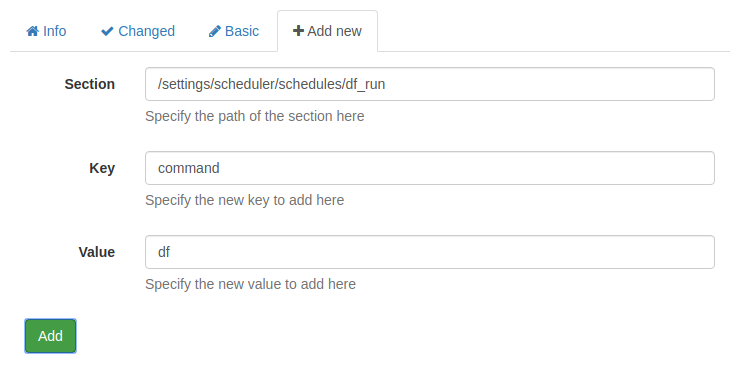 Info Changed Basic Add new
Section /settings/scheduler/schedules/df_run
Specify the path of the section here
Key command
Specify the new key to add here
Value df
Specify the new value to add here
Add